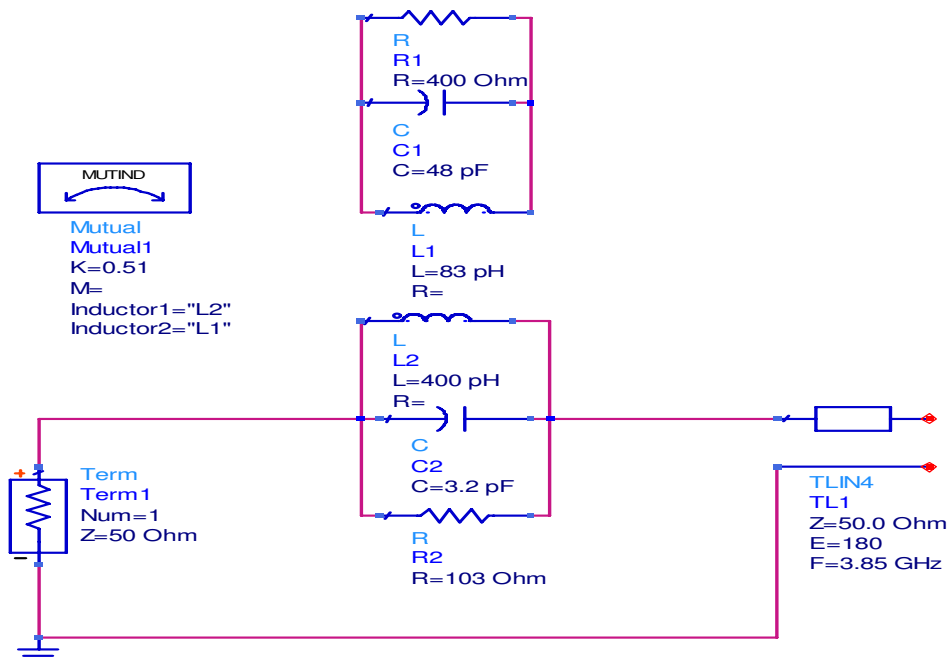 R
R1
R=400 Ohm
C
C1
C=48 pF
MUTIND
Mutual
Mutual1
K=0.51
M=
Inductor1="L2"
Inductor2="L1"
L
L1
L=83 pH
R=
L
L2
L=400 pH
R=
C
C2
C=3.2 pF
R
R2
R=103 Ohm
+
Term
Term1
Num=1
Z=50 Ohm
−
TLIN4
TL1
Z=50.0 Ohm
E=180
F=3.85 GHz